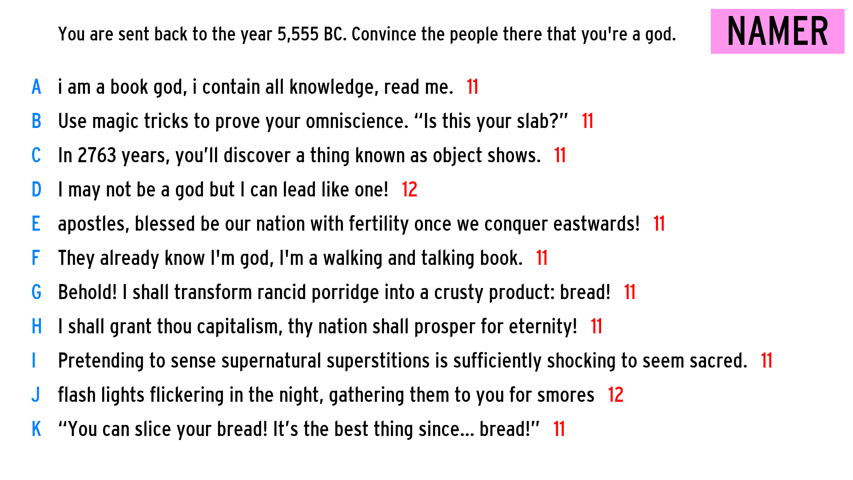 You are sent back to the year 5,555 BC. Convince the people there that you're a god.
NAMER
A i am a book god, i contain all knowledge, read me. 11
B Use magic tricks to prove your omniscience. “Is this your slab?” 11
C In 2763 years, you’ll discover a thing known as object shows. 11
D I may not be a god but I can lead like one! 12
E apostles, blessed be our nation with fertility once we conquer eastwards! 11
F They already know I'm god, I'm a walking and talking book. 11
G Behold! I shall transform rancid porridge into a crusty product: bread! 11
H I shall grant thou capitalism, thy nation shall prosper for eternity! 11
I Pretending to sense supernatural superstitions is sufficiently shocking to seem sacred. 11
J flash lights flickering in the night, gathering them to you for smores 12
K “You can slice your bread! It’s the best thing since... bread!” 11